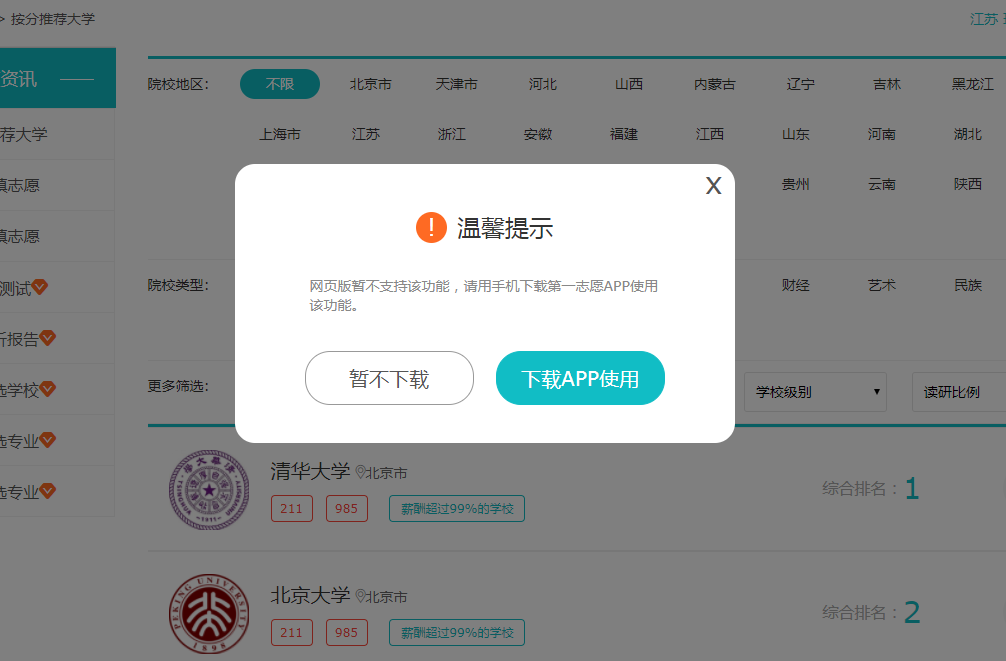 > 按分推荐大学
江苏
资讯
院校地区：
不限
北京市
天津市
河北
山西
内蒙古
辽宁
吉林
黑龙江
荐大学
上海市
江苏
浙江
安徽
福建
江西
山东
河南
湖北
填志愿
贵州
云南
陕西
X
! 温馨提示
填志愿
测试
院校类型：
网页版暂不支持该功能，请用手机下载第一志愿APP使用
该功能。
财经
艺术
民族
析报告
选学校
更多筛选：
暂不下载
下载APP使用
学校级别
读研比例
选专业
选专业
清华大学 北京市
211
985
薪酬超过99%的学校
综合排名：1
1911
北京大学 北京市
211
985
薪酬超过99%的学校
综合排名：2
PEKING UNIVERSITY
1898